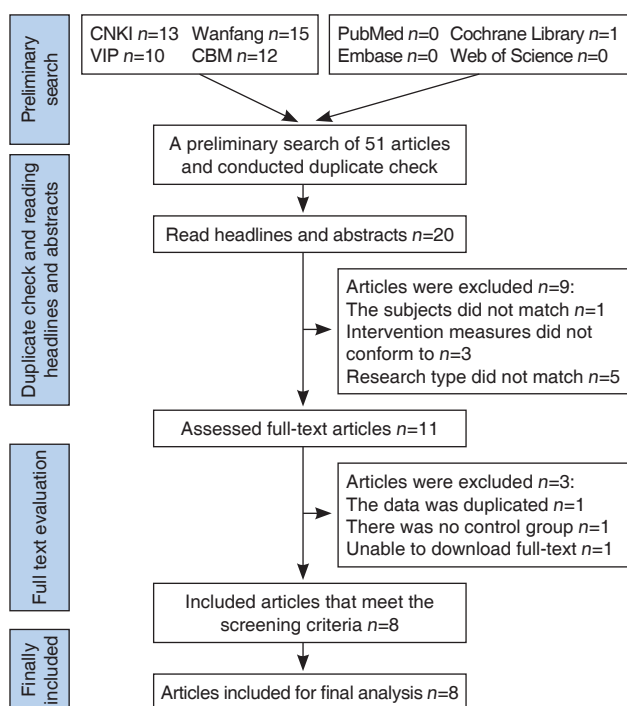 Preliminary
search
CNKI n=13 Wanfang n=15
VIP n=10 CBM n=12
PubMed n=0 Cochrane Library n=1
Embase n=0 Web of Science n=0
A preliminary search of 51 articles
and conducted duplicate check
Duplicate check and reading
headlines and abstracts
Read headlines and abstracts n=20
Articles were excluded n=9:
The subjects did not match n=1
Intervention measures did not
conform to n=3
Research type did not match n=5
Assessed full-text articles n=11
Full text evaluation
Articles were excluded n=3:
The data was duplicated n=1
There was no control group n=1
Unable to download full-text n=1
Included articles that meet the
screening criteria n=8
Finally
included
Articles included for final analysis n=8